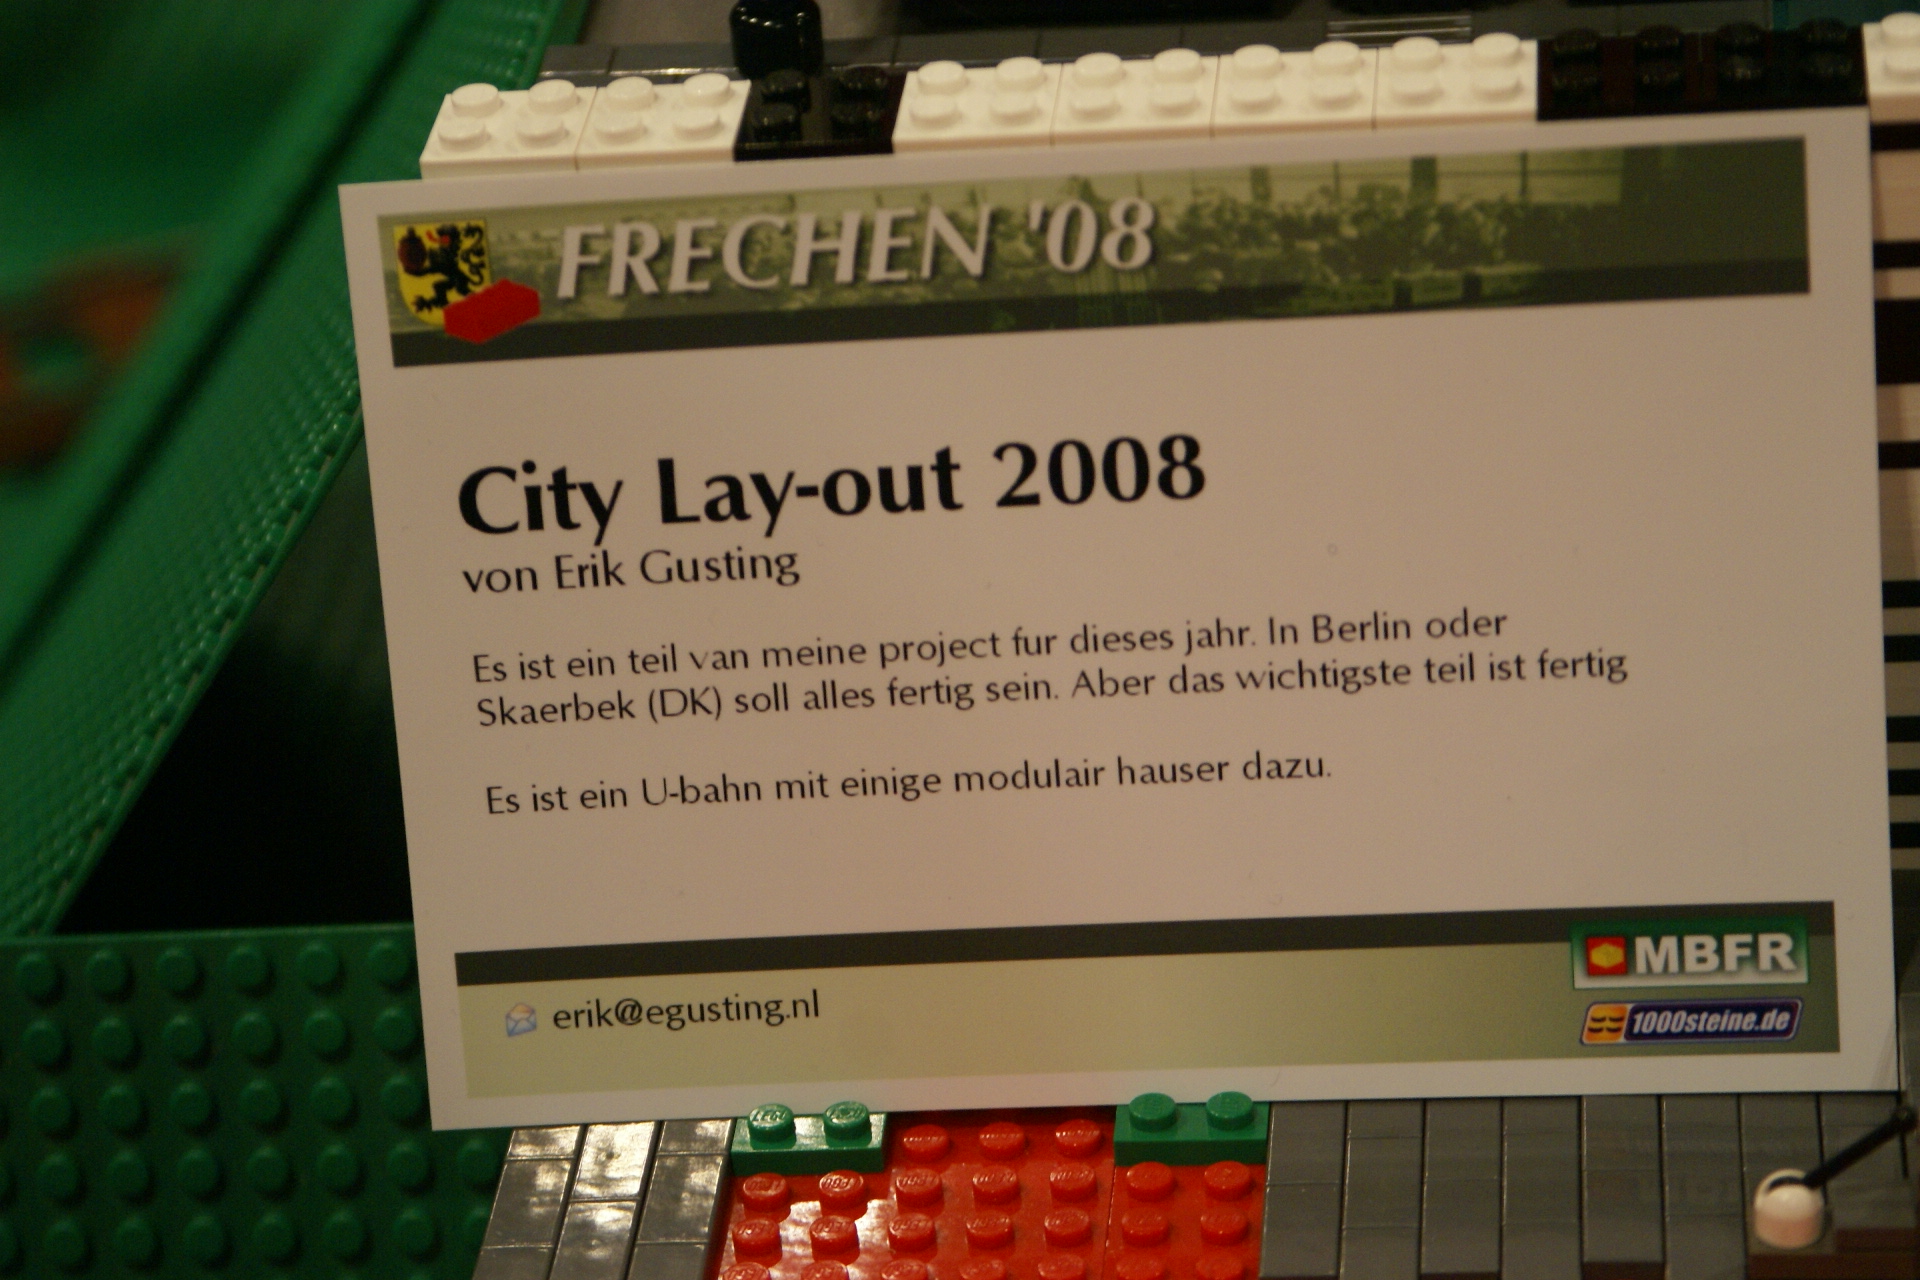 FRECHEN '08
City Lay-out 2008
von Erik Gusting
Es ist ein teil van meine project fur dieses jahr. In Berlin oder
Skaerbek (DK) soll alles fertig sein. Aber das wichtigste teil ist fertig
Es ist ein U-bahn mit einige modulair hauser dazu.
MBFR
erik@egusting.nl
1000steine.de